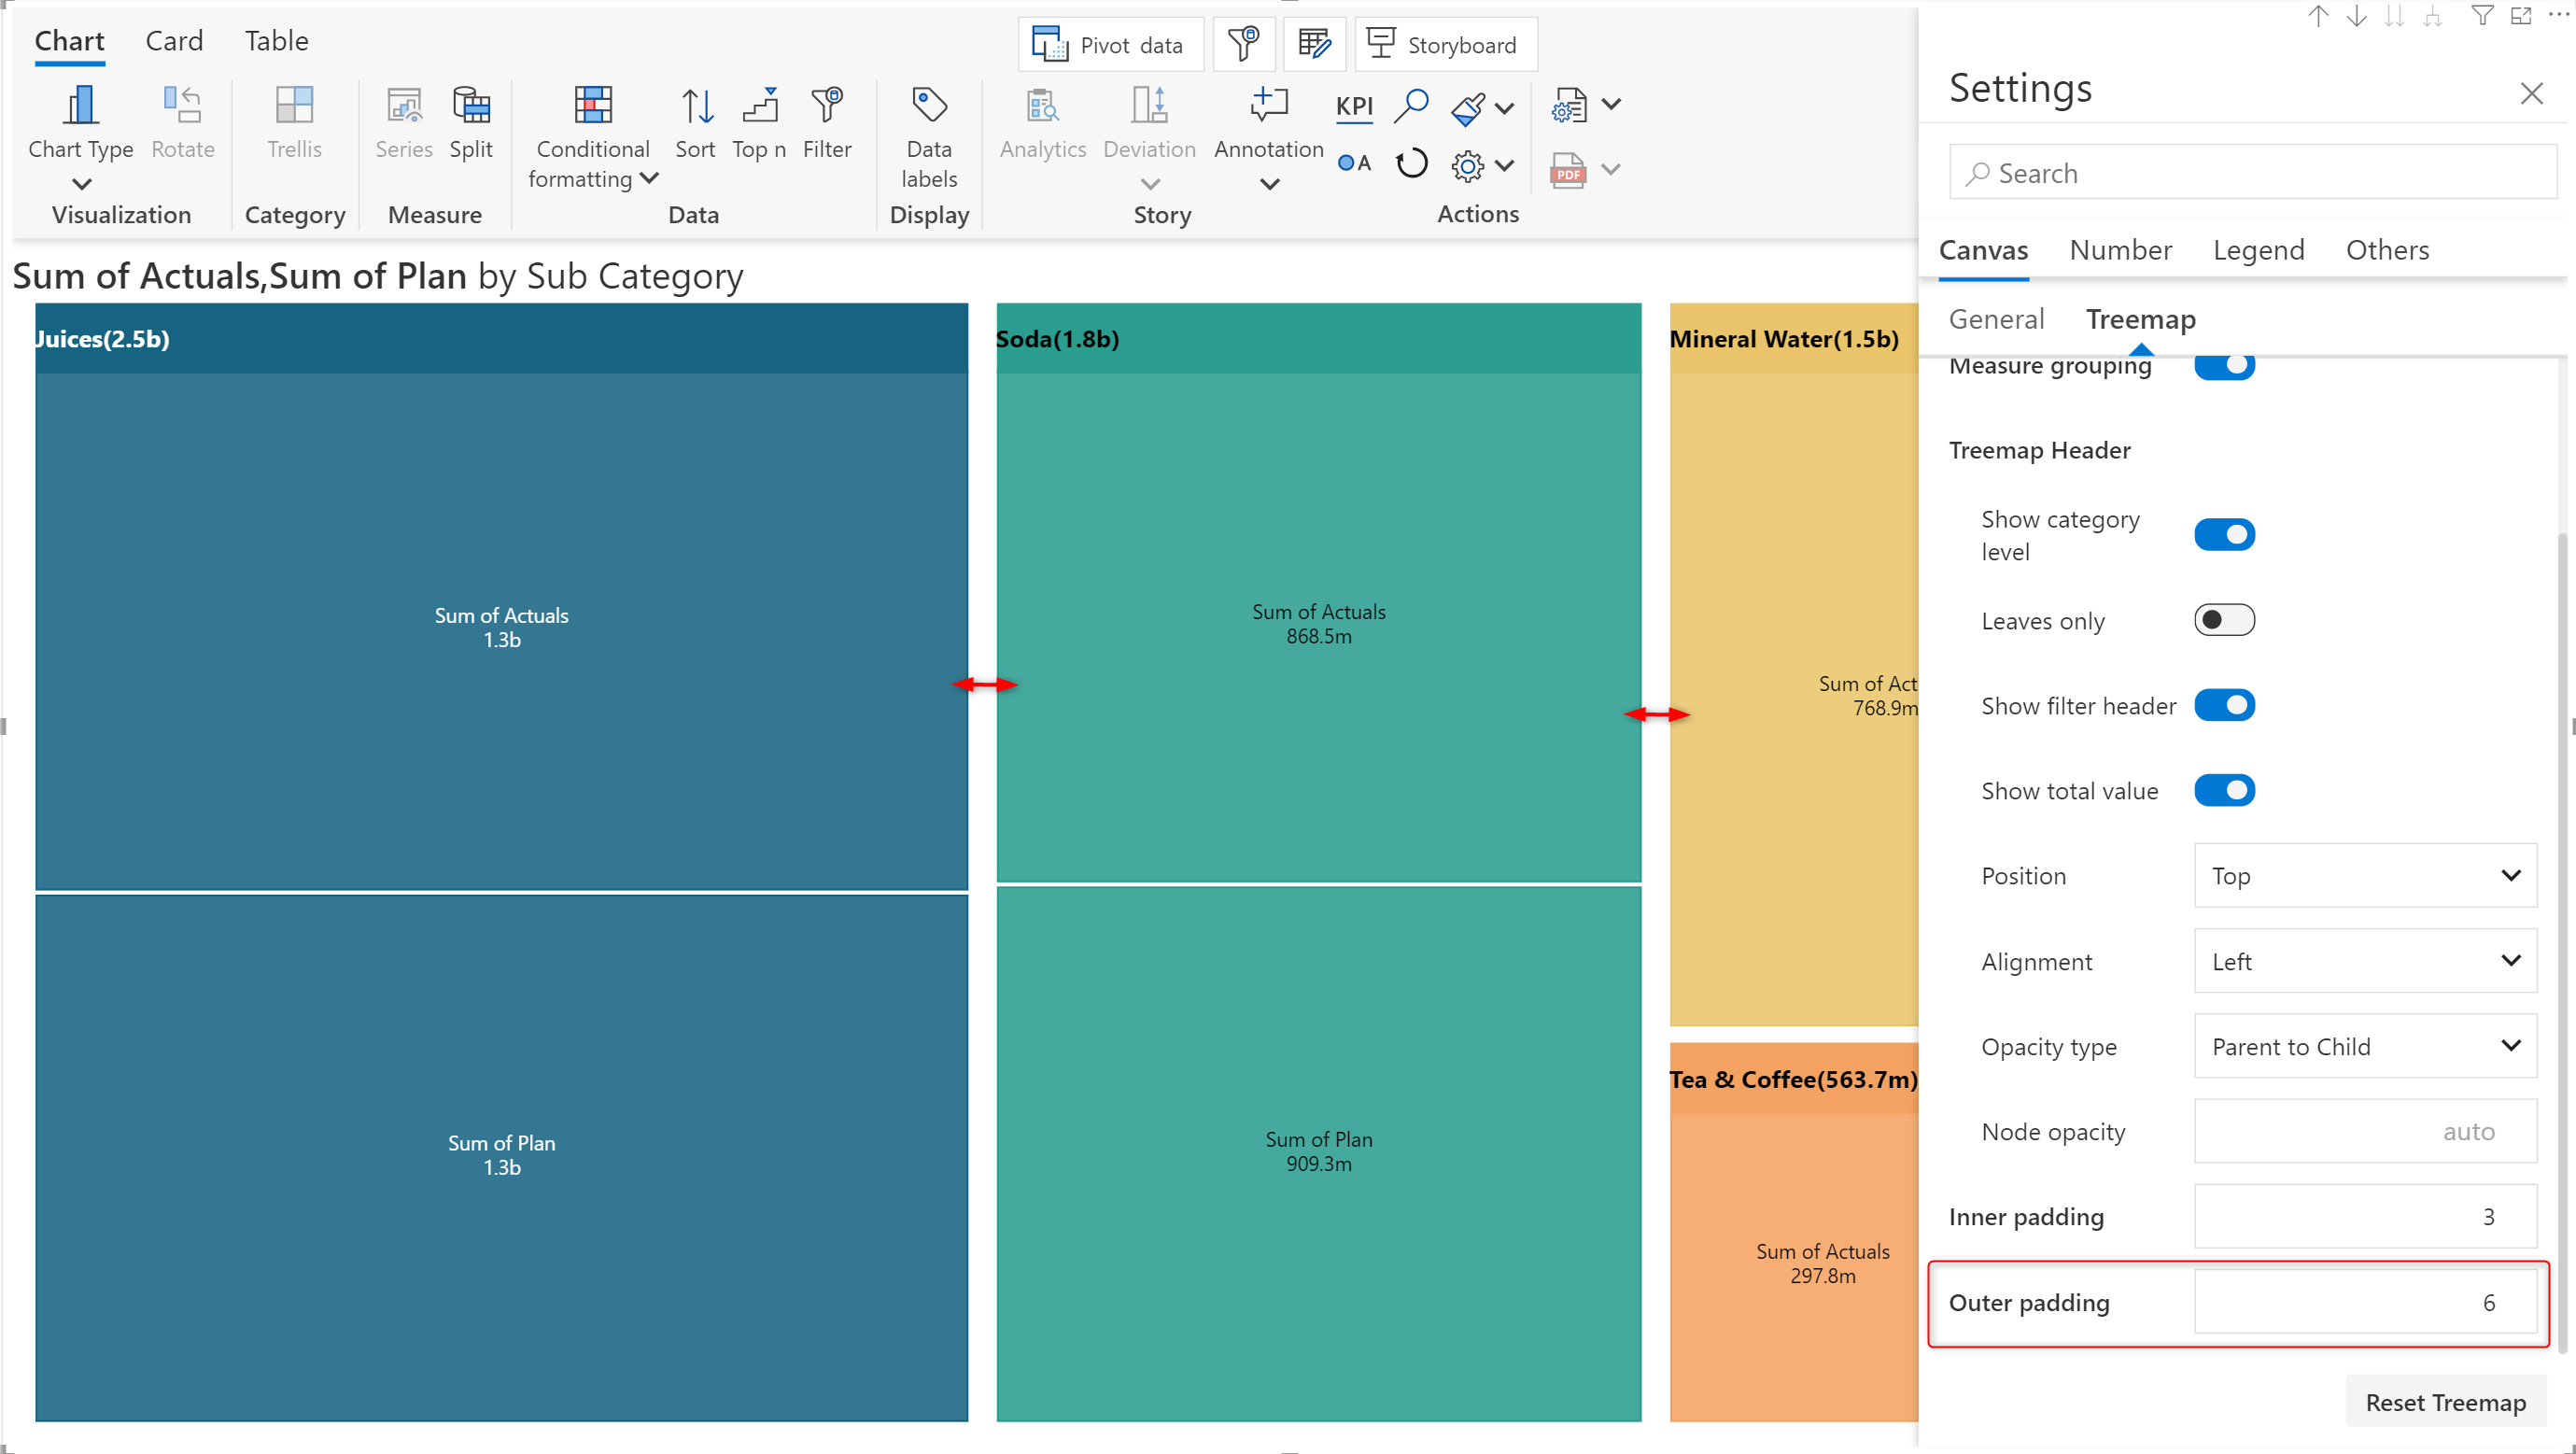 Chart Card Table
Pivot data
Storyboard
Chart Type
Rotate
Visualization
Trellis
Category
Series
Split
Measure
Conditional
formatting
Sort
Top n
Filter
Data
Data
labels
Display
Analytics
Deviation
Annotation
Story
KPI
A
PDF
Actions
Sum of Actuals,Sum of Plan by Sub Category
Juices(2.5b)
Sum of Actuals
1.3b
Sum of Plan
1.3b
Soda(1.8b)
Sum of Actuals
868.5m
Sum of Plan
909.3m
Mineral Water(1.5b)
Sum of Act
768.9m
Tea & Coffee(563.7m)
Sum of Actuals
297.8m
Settings
Search
Canvas Number Legend Others
General Treemap
Measure grouping
Treemap Header
Show category
level
Leaves only
Show filter header
Show total value
Position Top
Alignment Left
Opacity type Parent to Child
Node opacity auto
Inner padding 3
Outer padding 6
Reset Treemap